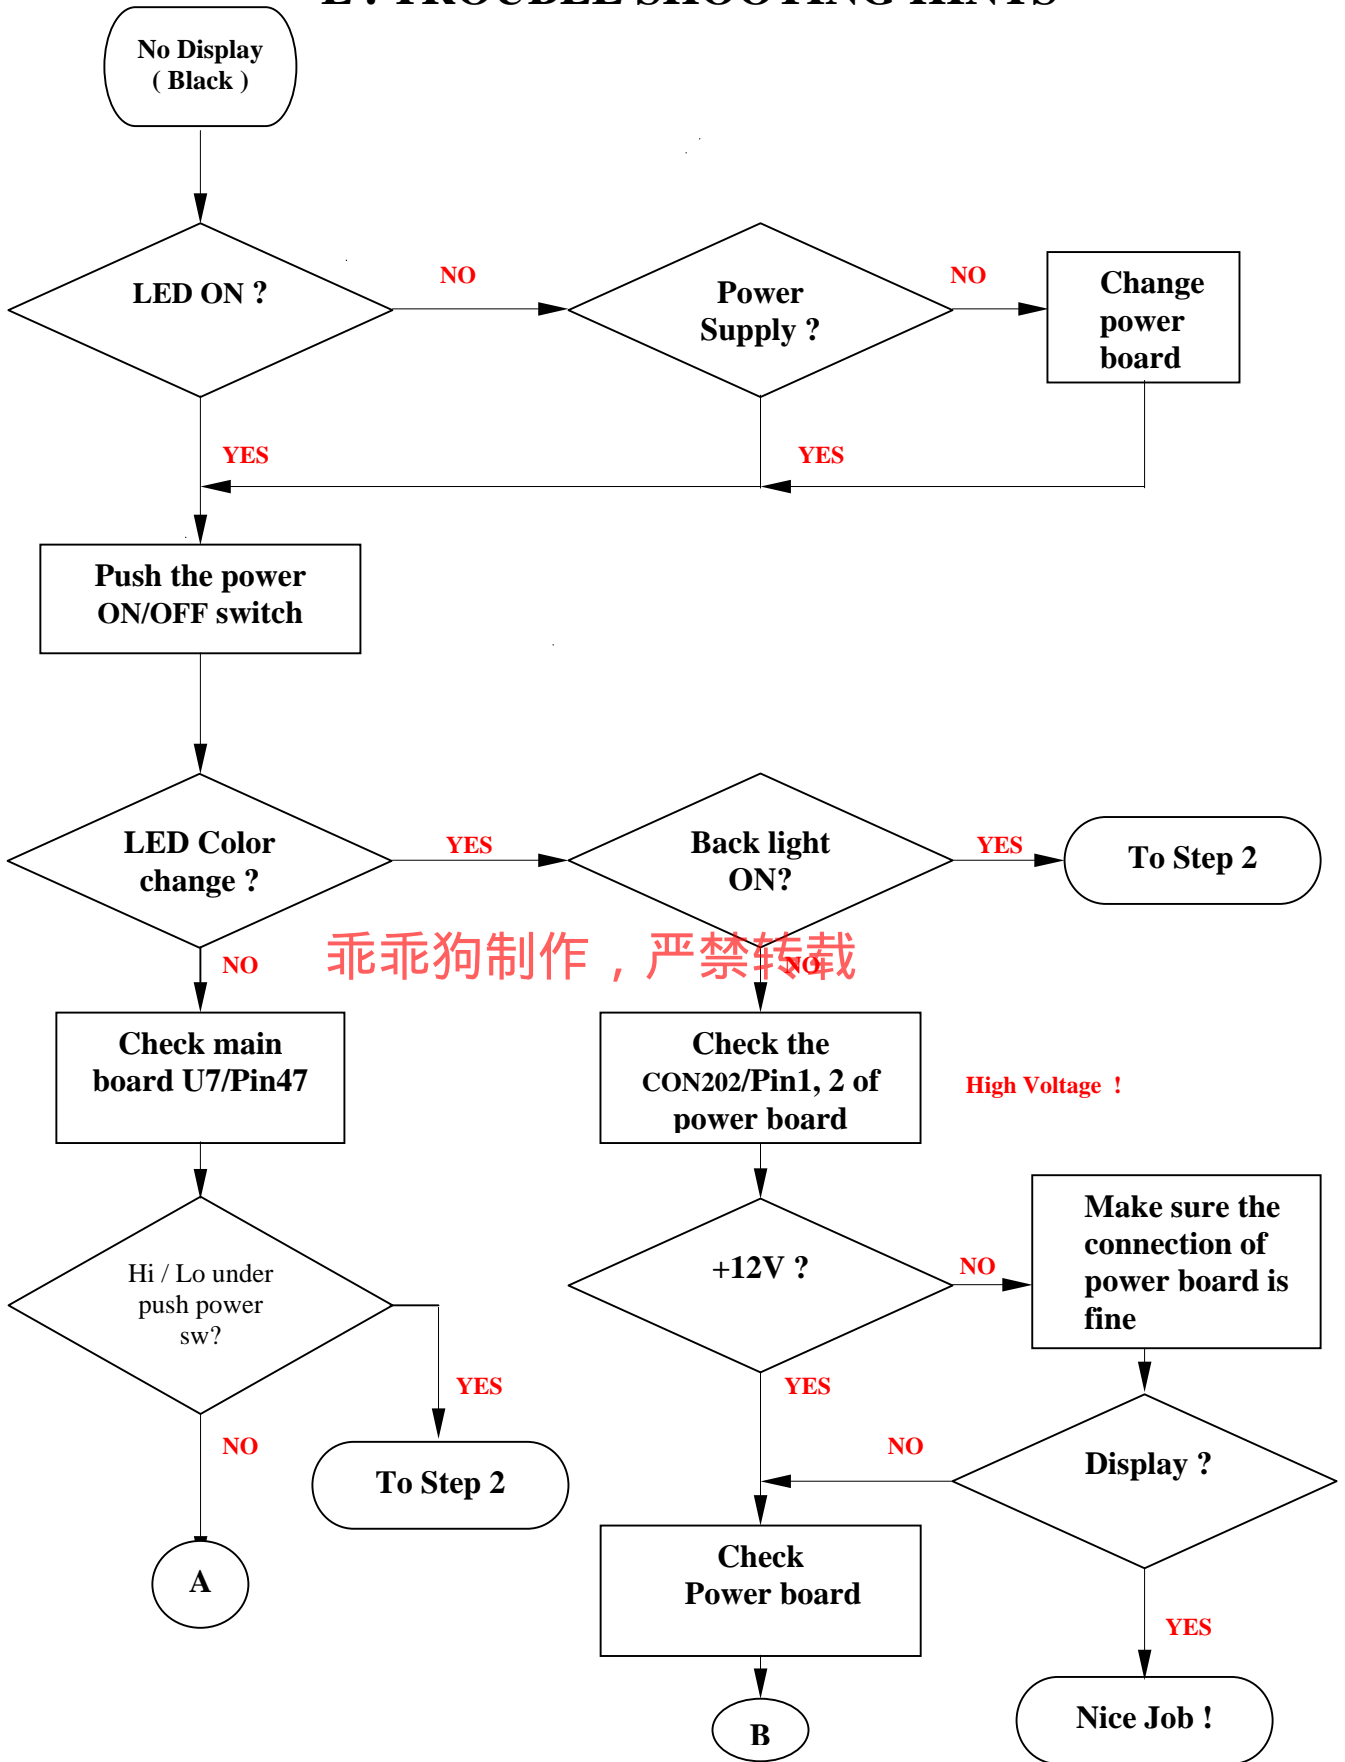 E . TROUBLE SHOOTING HINTS
No Display
( Black )
LED ON ?
NO
Power
Supply ?
NO
Change
power
board
YES
YES
Push the power
ON/OFF switch
LED Color
change ?
YES
Back light
ON?
YES
To Step 2
NO
乖乖狗制作，严禁转载
NO
Check main
board U7/Pin47
Check the
CON202/Pin1, 2 of
power board
High Voltage !
Hi / Lo under
push power
sw?
+12V ?
NO
Make sure the
connection of
power board is
fine
YES
YES
NO
To Step 2
NO
Display ?
A
Check
Power board
YES
B
Nice Job !